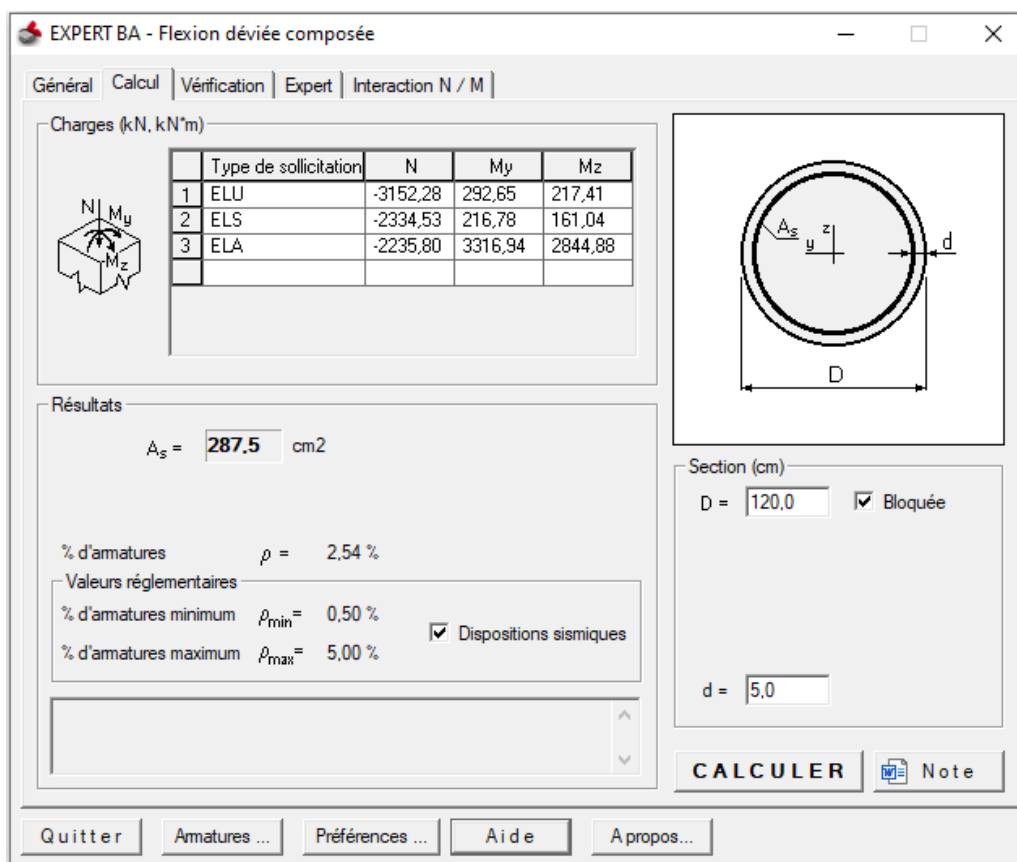 EXPERT BA - Flexion déviée composée
Général Calcul Vérification Expert Interaction N / M
Charges (kN, kN*m)
Type de sollicitation N My Mz
1 ELU -3152,28 292,65 217,41
2 ELS -2334,53 216,78 161,04
3 ELA -2235,80 3316,94 2844,88
N My
Mz
As y z d
D
Résultats
As = 287,5 cm2
% d'armatures ρ = 2,54 %
Valeurs réglementaires
% d'armatures minimum ρmin= 0,50 %
% d'armatures maximum ρmax= 5,00 %
Dispositions sismiques
Section (cm)
D = 120,0 Bloquée
d = 5,0
CALCULER Note
Quitter Armatures ... Préférences ... Aide A propos...